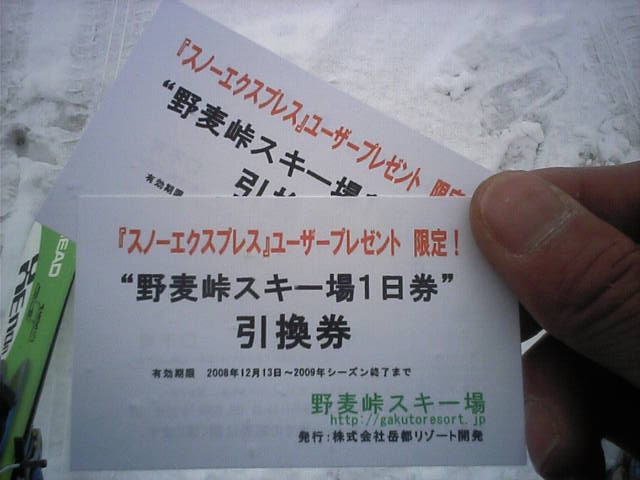 『スノーエクスプレス』ユーザープレゼント 限定
“野麦峠スキー場
引換
有効期限
『スノーエクスプレス』ユーザープレゼント 限定！
“野麦峠スキー場１日券”
引換券
有効期限 2008年12月13日～2009年シーズン終了まで
野麦峠スキー場
http://gakutoresort.jp
発行：株式会社岳都リゾート開発
HEAD